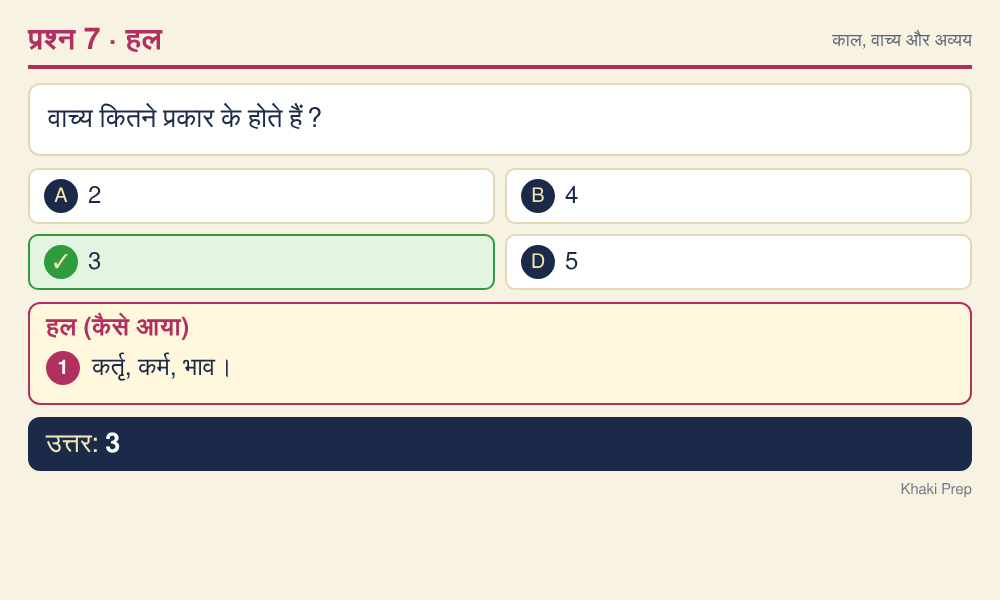 प्रश्न 7 · हल
काल, वाच्य और अव्यय
वाच्य कितने प्रकार के होते हैं ?
A 2
B 4
✓ 3
D 5
हल (कैसे आया)
1 कर्तृ, कर्म, भाव ।
उत्तर: 3
Khaki Prep